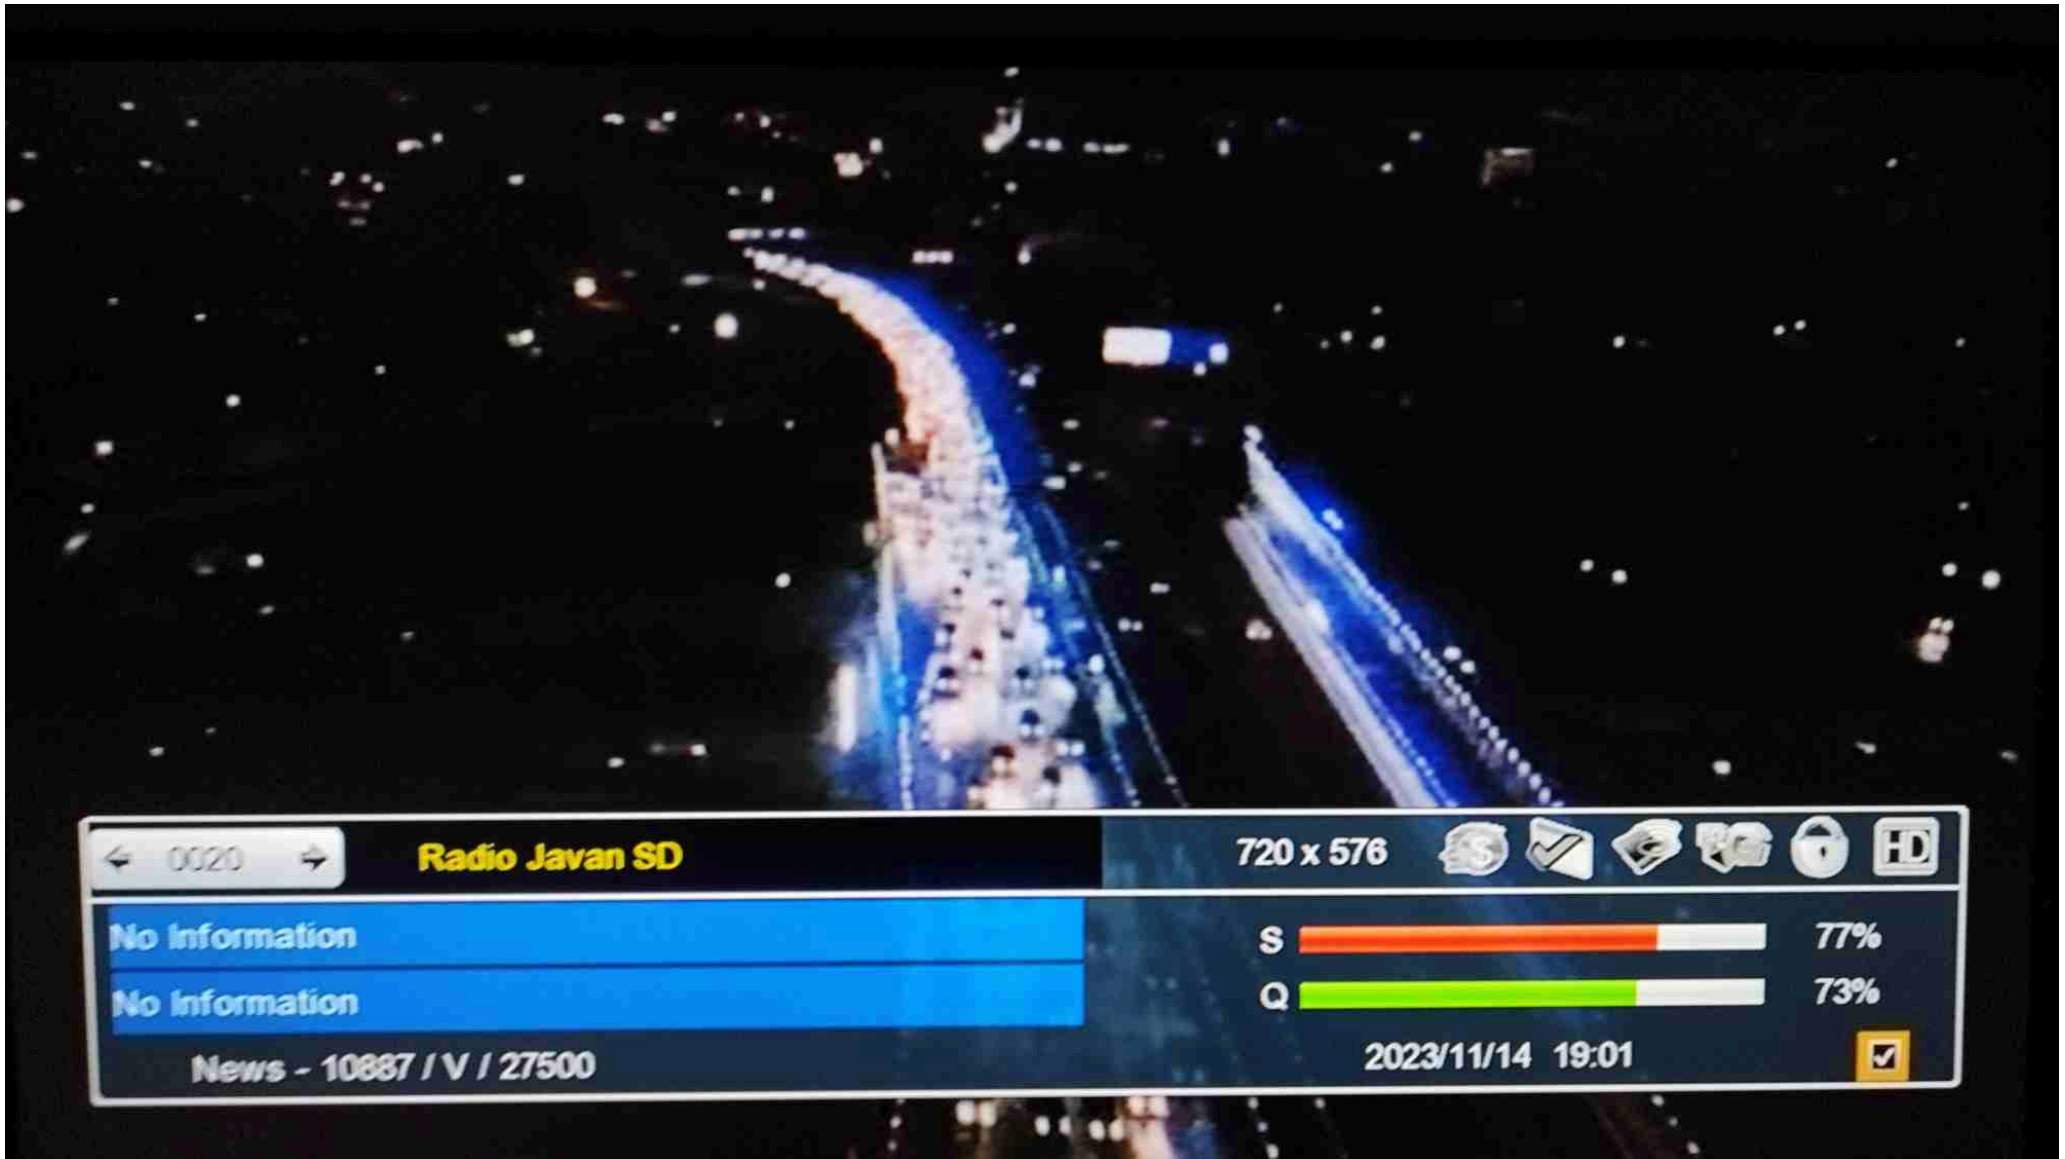 0020
Radio Javan SD
720 x 576
HD
No Information
S
77%
No Information
Q
73%
News - 10887 / V / 27500
2023/11/14 19:01